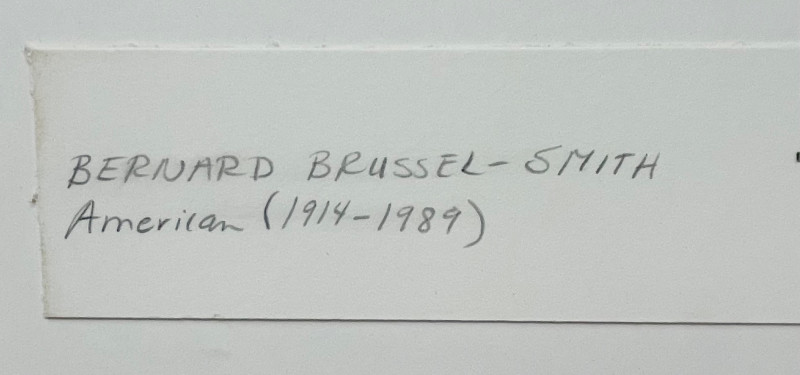 BERNARD BRUSSEL-SMITH
American (1914-1989)